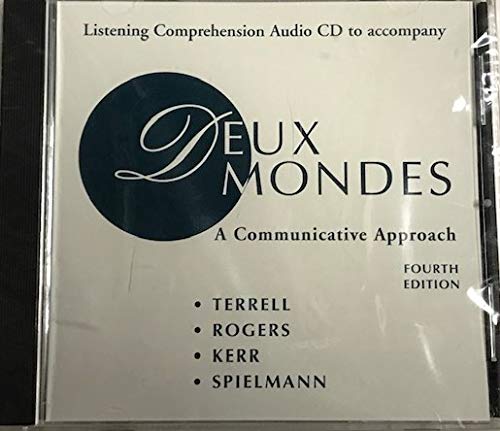 Listening Comprehension Audio CD to accompany
DEUX
MONDES
A Communicative Approach
FOURTH
EDITION
• TERRELL
• ROGERS
• KERR
• SPIELMANN